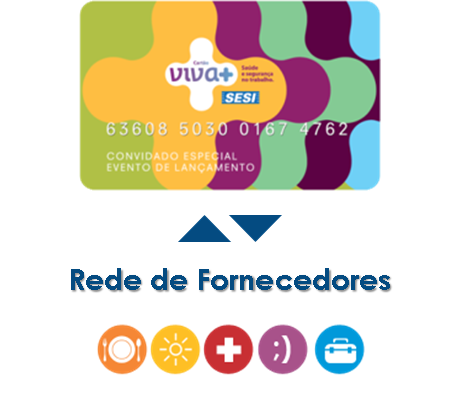 Cartão
viva+
Saúde
e segurança
no trabalho.
SESI
63608 5030 0167 4762
CONVIDADO ESPECIAL
EVENTO DE LANÇAMENTO
Rede de Fornecedores
;)